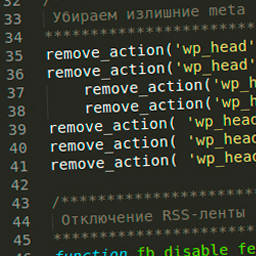 32 /
33 Убираем излишние meta
34 ***********************
35 remove_action('wp_head'
36 remove_action('wp_head'
37 remove_action('wp_h
38 remove_action('wp_h
39 remove_action( 'wp_head
40 remove_action( 'wp_head
41 remove_action( 'wp_head
42
43 /**********************
44 Отключение RSS-ленты
45 ***********************
46 function fb_disable_fe